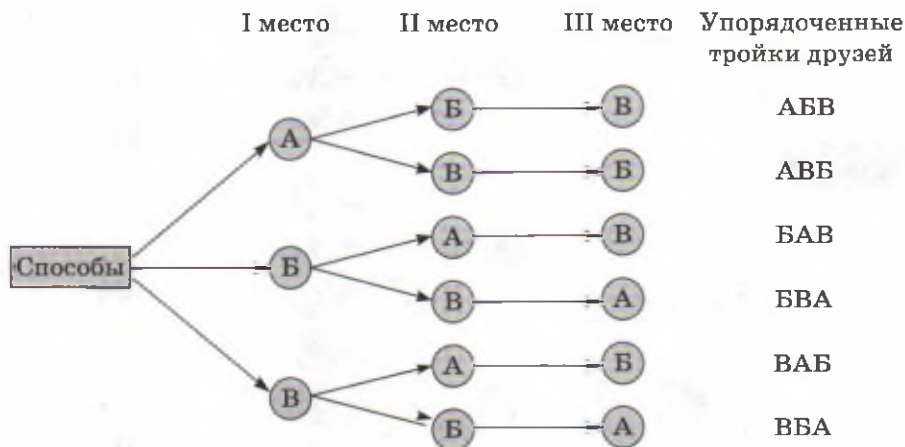 I место II место III место Упорядоченные
тройки друзей
Б В АБВ
А
В Б АВБ
А В БАВ
Способы Б
В А БВА
А Б ВАБ
В
Б А ВБА